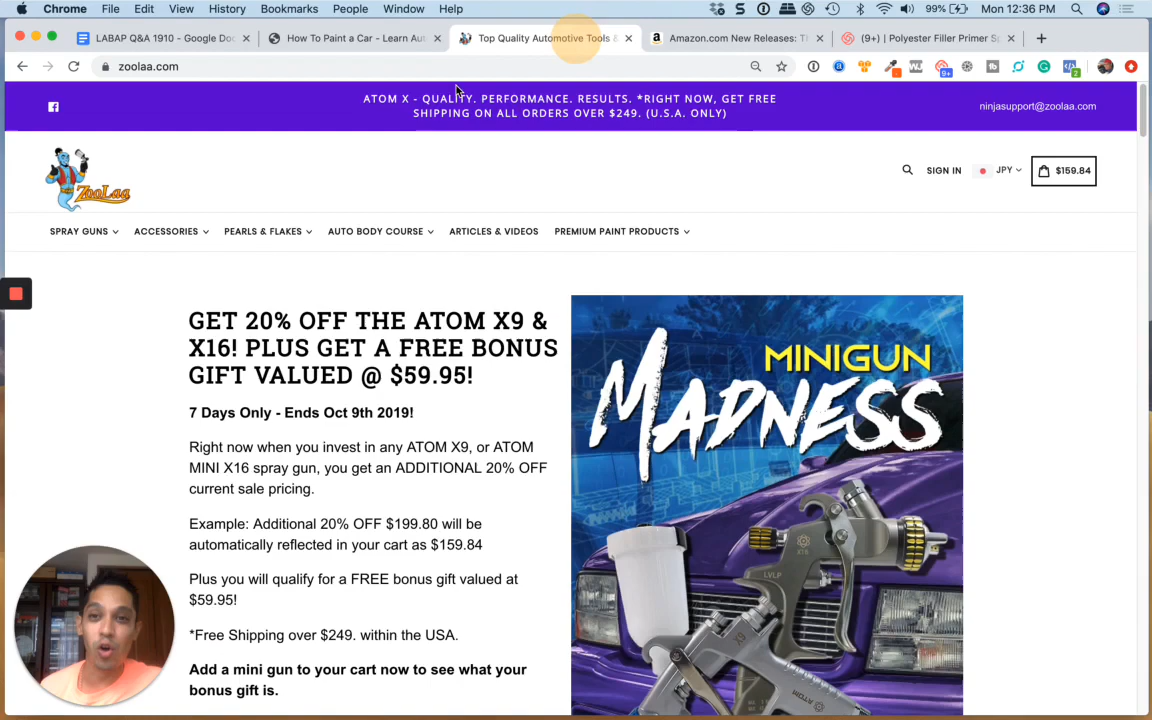 Chrome File Edit View History Bookmarks People Window Help 99% Mon 12:36 PM
LABAP Q&A 1910 - Google Doc
How To Paint a Car - Learn Aut
Top Quality Automotive Tools &
Amazon.com New Releases: T
(9+) | Polyester Filler Primer S
zoolaa.com
ATOM X - QUALITY. PERFORMANCE. RESULTS. *RIGHT NOW, GET FREE
SHIPPING ON ALL ORDERS OVER $249. (U.S.A. ONLY)
ninjasupport@zoolaa.com
ZooLaa
SIGN IN
JPY
$159.84
SPRAY GUNS ACCESSORIES PEARLS & FLAKES AUTO BODY COURSE ARTICLES & VIDEOS PREMIUM PAINT PRODUCTS
GET 20% OFF THE ATOM X9 &
X16! PLUS GET A FREE BONUS
GIFT VALUED @ $59.95!
7 Days Only - Ends Oct 9th 2019!
Right now when you invest in any ATOM X9, or ATOM
MINI X16 spray gun, you get an ADDITIONAL 20% OFF
current sale pricing.
Example: Additional 20% OFF $199.80 will be
automatically reflected in your cart as $159.84
Plus you will qualify for a FREE bonus gift valued at
$59.95!
*Free Shipping over $249. within the USA.
Add a mini gun to your cart now to see what your
bonus gift is.
MINIGUN
MADNESS
X16
LVLP
X9
ATOM